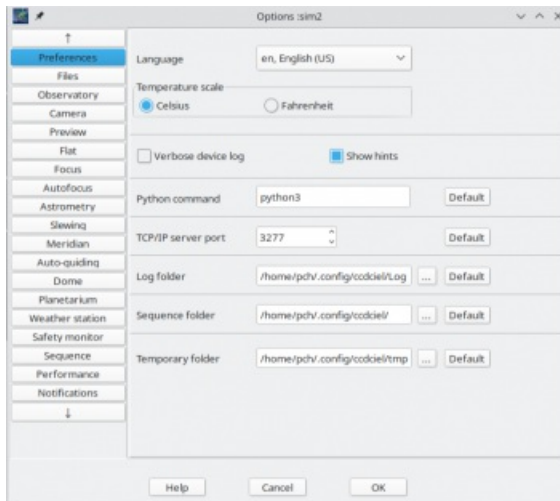 Options :sim2
↑
Preferences
Files
Observatory
Camera
Preview
Flat
Focus
Autofocus
Astrometry
Slewing
Meridian
Auto-guiding
Dome
Planetarium
Weather station
Safety monitor
Sequence
Performance
Notifications
↓
Language en, English (US)
Temperature scale
Celsius Fahrenheit
Verbose device log Show hints
Python command python3 Default
TCP/IP server port 3277 Default
Log folder /home/pch/.config/ccdciel/Log ... Default
Sequence folder /home/pch/.config/ccdciel/ ... Default
Temporary folder /home/pch/.config/ccdciel/tmp ... Default
Help Cancel OK